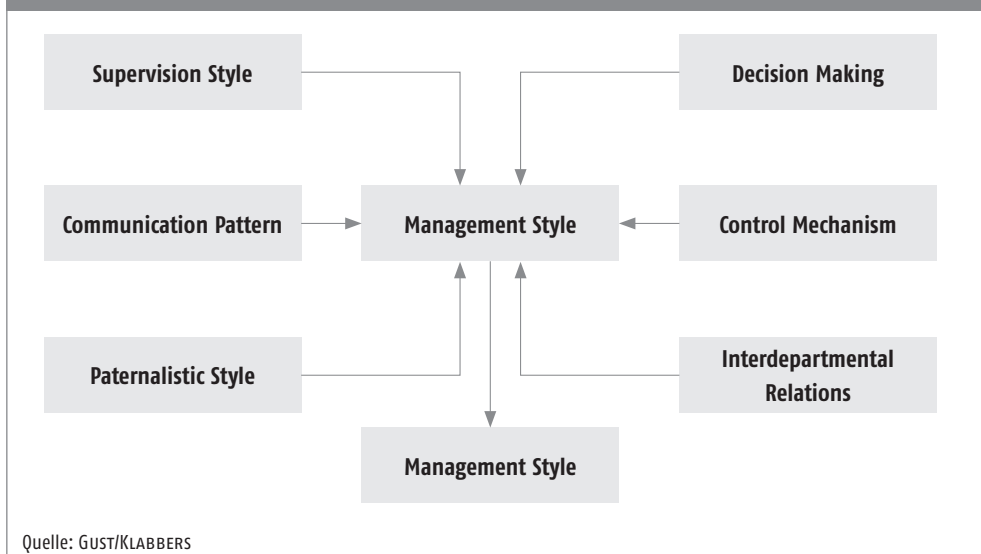 Supervision Style
Decision Making
Communication Pattern
Management Style
Control Mechanism
Paternalistic Style
Interdepartmental
Relations
Management Style
Quelle: GUST/KLABBERS